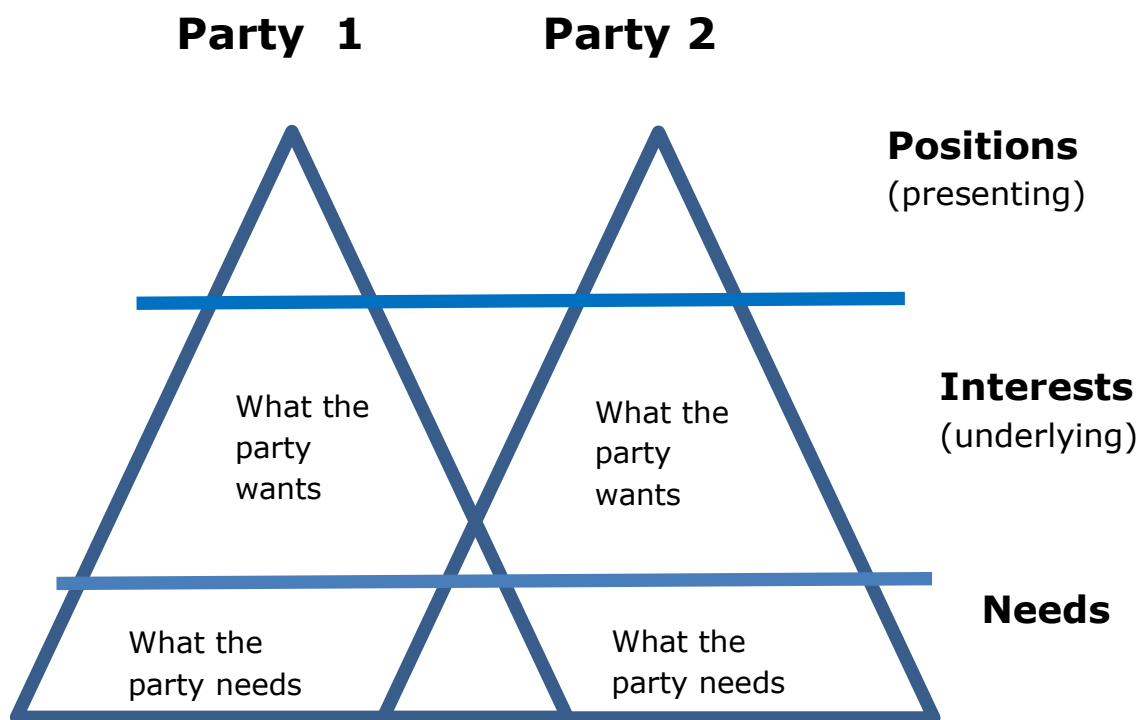 Party 1
Party 2
Positions
(presenting)
What the
party
wants
What the
party
wants
Interests
(underlying)
What the
party needs
What the
party needs
Needs